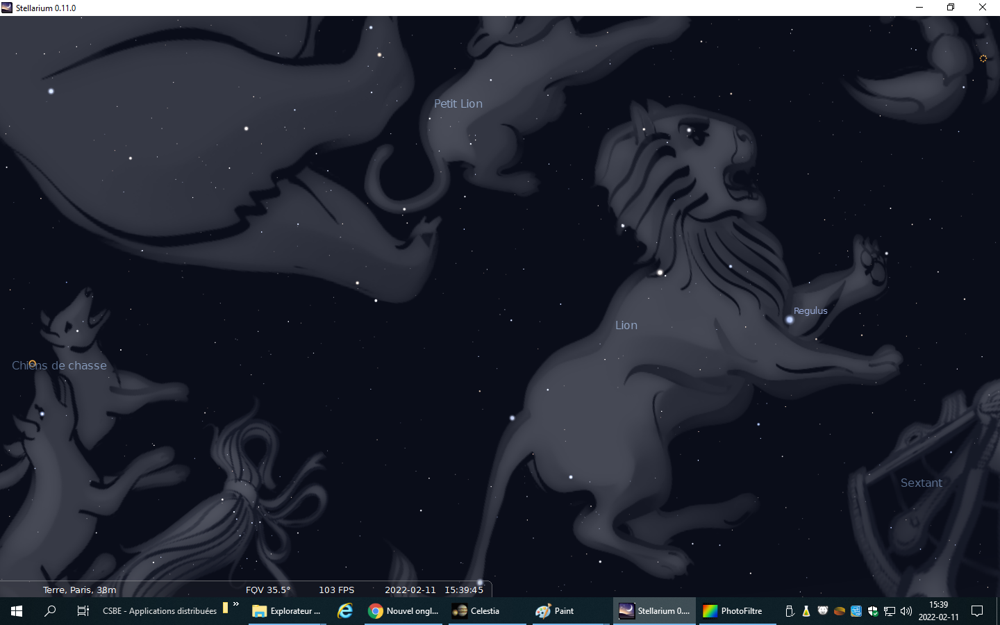 Stellarium 0.11.0
Petit Lion
Regulus
Lion
Chiens de chasse
Sextant
Terre, Paris, 38m
FOV 35.5°
103 FPS
2022-02-11 15:39:45
CSBE - Applications distribuées
»
Explorateur ...
Nouvel ongl...
Celestia
Paint
Stellarium 0....
PhotoFiltre
15:39
2022-02-11